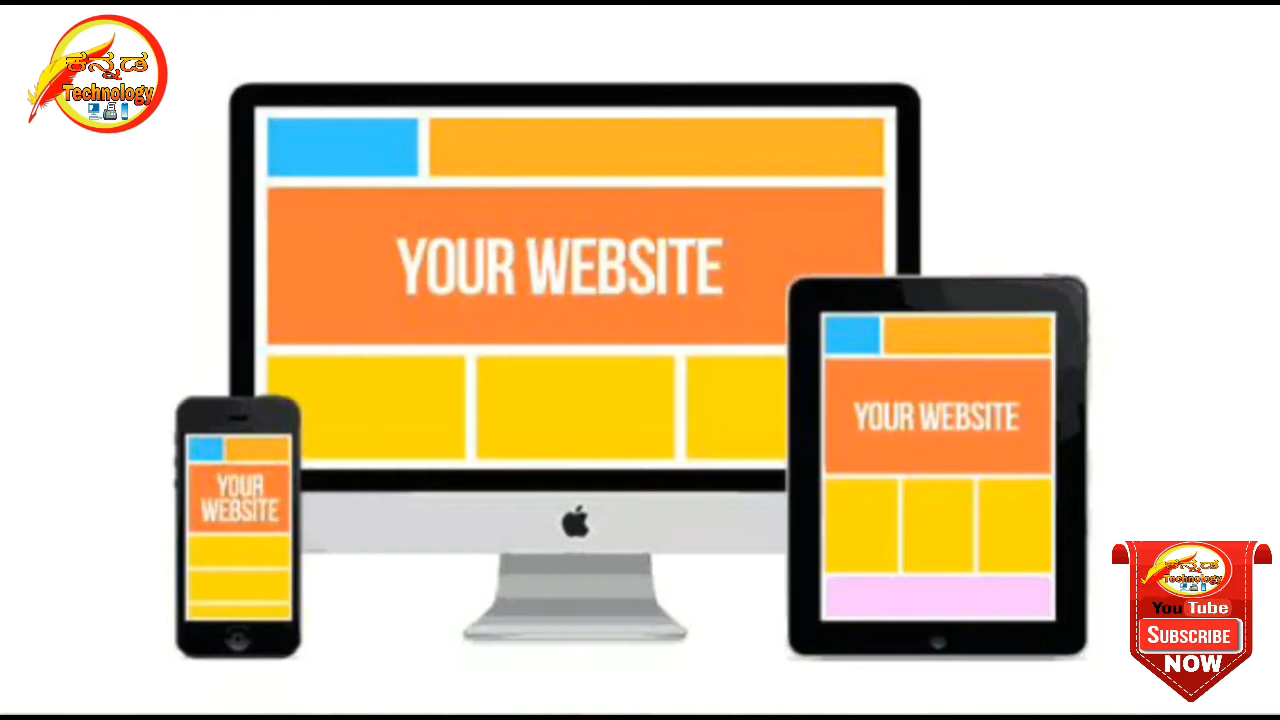 ಕನ್ನಡ
Technology
YOUR WEBSITE
YOUR WEBSITE
YOUR
WEBSITE
ಕನ್ನಡ
Technology
YouTube
SUBSCRIBE
NOW